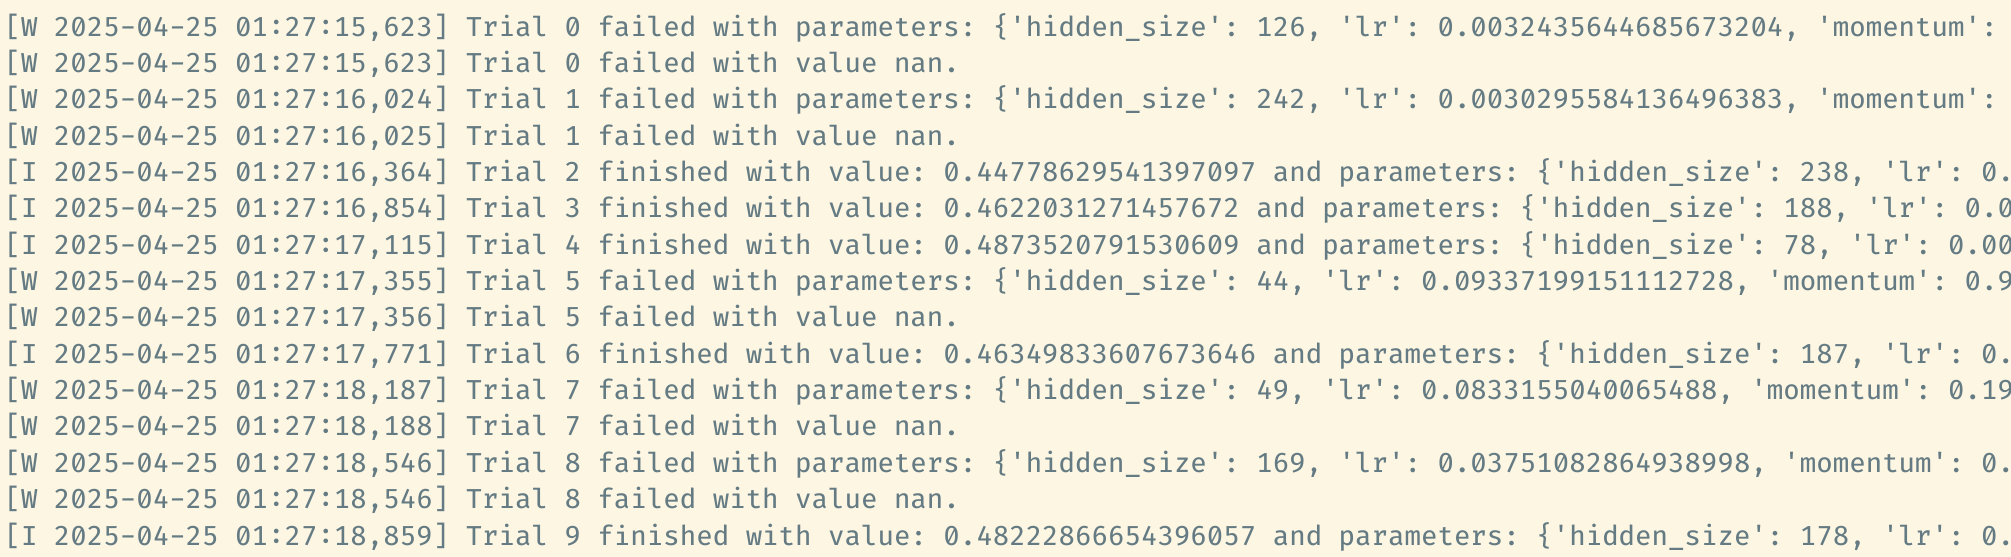 [W 2025-04-25 01:27:15,623] Trial 0 failed with parameters: {'hidden_size': 126, 'lr': 0.0032435644685673204, 'momentum':
[W 2025-04-25 01:27:15,623] Trial 0 failed with value nan.
[W 2025-04-25 01:27:16,024] Trial 1 failed with parameters: {'hidden_size': 242, 'lr': 0.0030295584136496383, 'momentum':
[W 2025-04-25 01:27:16,025] Trial 1 failed with value nan.
[I 2025-04-25 01:27:16,364] Trial 2 finished with value: 0.44778629541397097 and parameters: {'hidden_size': 238, 'lr': 0.
[I 2025-04-25 01:27:16,854] Trial 3 finished with value: 0.4622031271457672 and parameters: {'hidden_size': 188, 'lr': 0.0
[I 2025-04-25 01:27:17,115] Trial 4 finished with value: 0.4873520791530609 and parameters: {'hidden_size': 78, 'lr': 0.00
[W 2025-04-25 01:27:17,355] Trial 5 failed with parameters: {'hidden_size': 44, 'lr': 0.09337199151112728, 'momentum': 0.9
[W 2025-04-25 01:27:17,356] Trial 5 failed with value nan.
[I 2025-04-25 01:27:17,771] Trial 6 finished with value: 0.46349833607673646 and parameters: {'hidden_size': 187, 'lr': 0.
[W 2025-04-25 01:27:18,187] Trial 7 failed with parameters: {'hidden_size': 49, 'lr': 0.0833155040065488, 'momentum': 0.19
[W 2025-04-25 01:27:18,188] Trial 7 failed with value nan.
[W 2025-04-25 01:27:18,546] Trial 8 failed with parameters: {'hidden_size': 169, 'lr': 0.03751082864938998, 'momentum': 0.
[W 2025-04-25 01:27:18,546] Trial 8 failed with value nan.
[I 2025-04-25 01:27:18,859] Trial 9 finished with value: 0.48222866654396057 and parameters: {'hidden_size': 178, 'lr': 0.